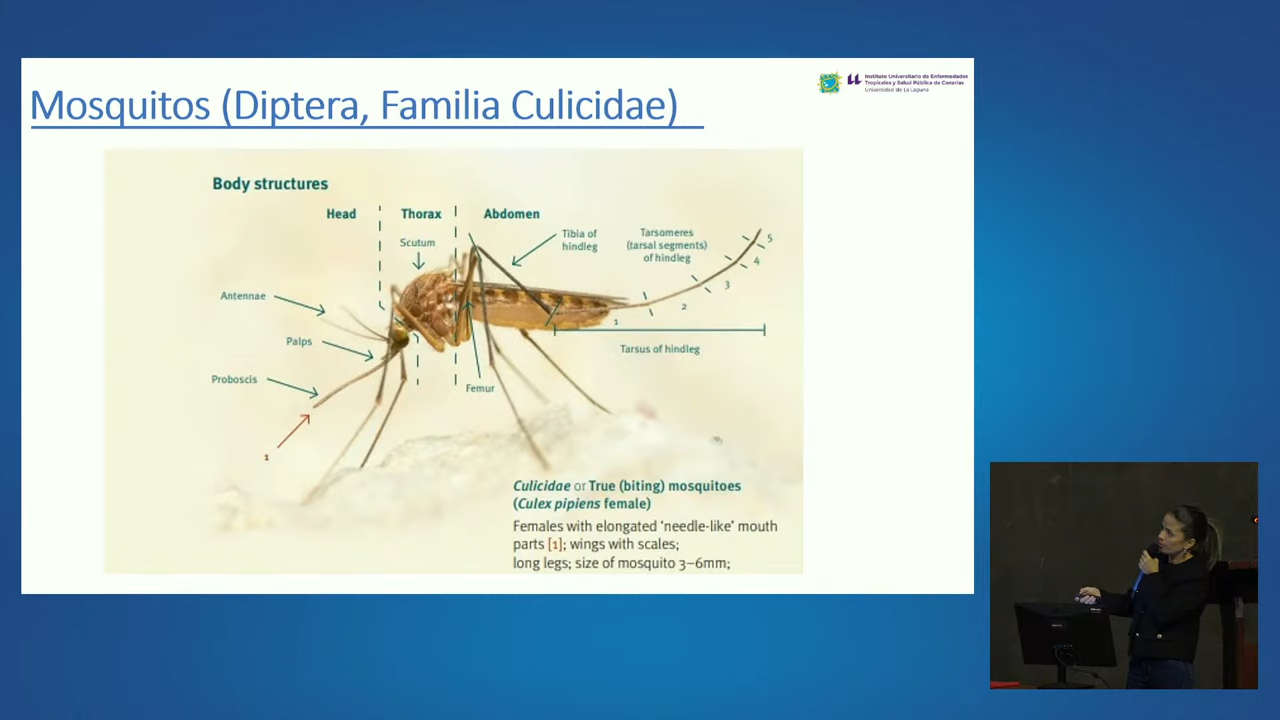 Mosquitos (Diptera, Familia Culicidae)
Instituto Universitario de Enfermedades
Tropicales y Salud Pública de Canarias
Universidad de La Laguna
Body structures
Head
Thorax
Abdomen
Scutum
Tibia of
hindleg
Tarsomeres
(tarsal segments)
of hindleg
5
4
3
2
1
Antennae
Palps
Proboscis
Femur
Tarsus of hindleg
1
Culicidae or True (biting) mosquitoes
(Culex pipiens female)
Females with elongated ‘needle-like’ mouth
parts [1]; wings with scales;
long legs; size of mosquito 3–6mm;